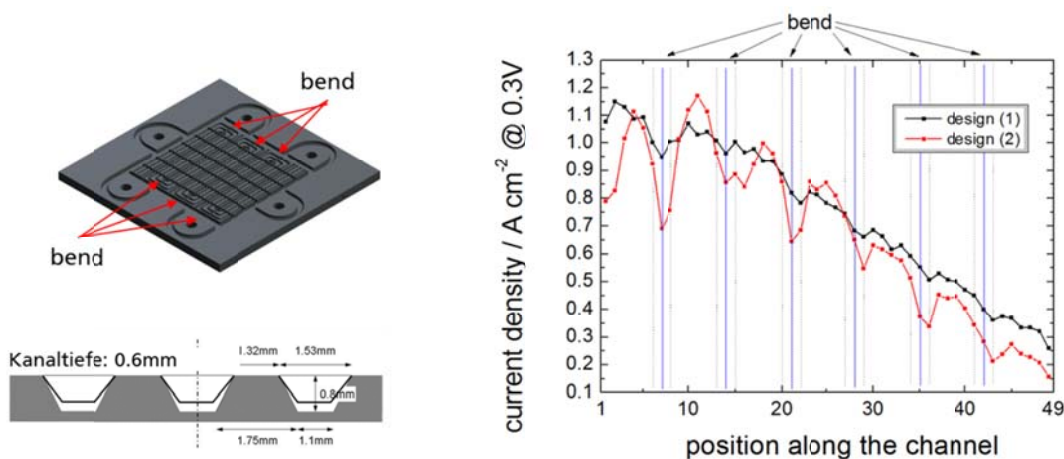 bend
bend
Kanaltiefe: 0.6mm
1.32mm
1.53mm
0.8mm
1.75mm
1.1mm
bend
current density / A cm⁻² @ 0.3V
1.3
1.2
1.1
1.0
0.9
0.8
0.7
0.6
0.5
0.4
0.3
0.2
0.1
design (1)
design (2)
1 10 20 30 40 49
position along the channel